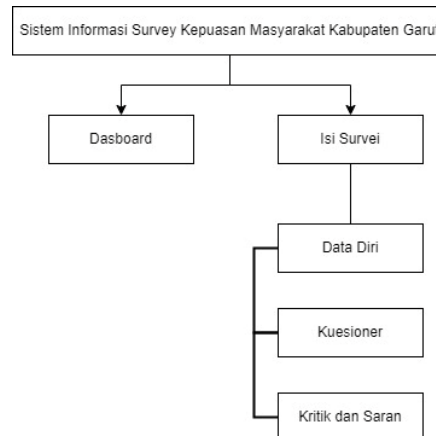 Sistem Informasi Survey Kepuasan Masyarakat Kabupaten Garut
Dasboard
Isi Survei
Data Diri
Kuesioner
Kritik dan Saran